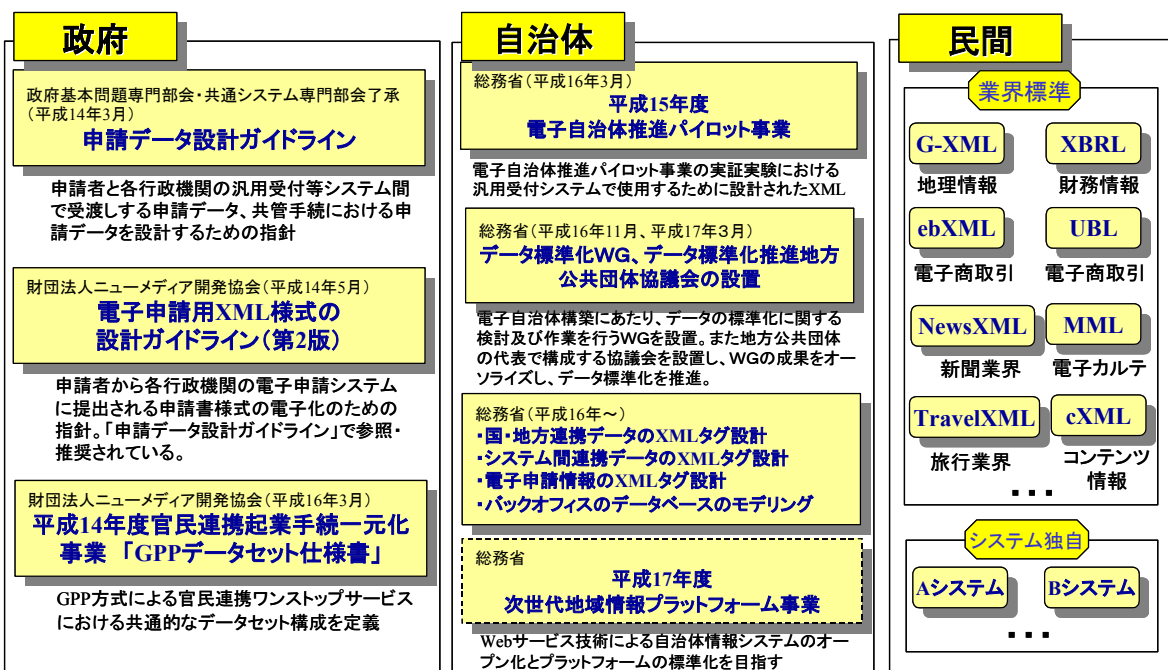 政府
政府基本問題専門部会・共通システム専門部会了承
(平成14年3月)
申請データ設計ガイドライン
申請者と各行政機関の汎用受付等システム間
で受渡しする申請データ、共管手続における申
請データを設計するための指針
財団法人ニューメディア開発協会(平成14年5月)
電子申請用XML様式の
設計ガイドライン(第2版)
申請者から各行政機関の電子申請システム
に提出される申請書様式の電子化のための
指針。「申請データ設計ガイドライン」で参照・
推奨されている。
財団法人ニューメディア開発協会(平成16年3月)
平成14年度官民連携起業手続一元化
事業 「GPPデータセット仕様書」
GPP方式による官民連携ワンストップサービス
における共通的なデータセット構成を定義
自治体
総務省(平成16年3月)
平成15年度
電子自治体推進パイロット事業
電子自治体推進パイロット事業の実証実験における
汎用受付システムで使用するために設計されたXML
総務省(平成16年11月、平成17年3月)
データ標準化WG、データ標準化推進地方
公共団体協議会の設置
電子自治体構築にあたり、データの標準化に関する
検討及び作業を行うWGを設置。また地方公共団体
の代表で構成する協議会を設置し、WGの成果をオー
ソライズし、データ標準化を推進。
総務省(平成16年~)
・国・地方連携データのXMLタグ設計
・システム間連携データのXMLタグ設計
・電子申請情報のXMLタグ設計
・バックオフィスのデータベースのモデリング
総務省
平成17年度
次世代地域情報プラットフォーム事業
Webサービス技術による自治体情報システムのオー
プン化とプラットフォームの標準化を目指す
民間
業界標準
G-XML XBRL
地理情報 財務情報
ebXML UBL
電子商取引 電子商取引
NewsXML MML
新聞業界 電子カルテ
TravelXML cXML
旅行業界 コンテンツ
情報
・・・
システム独自
Aシステム Bシステム
・・・